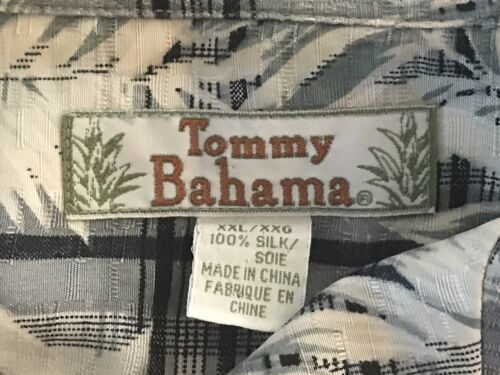 Tommy
Bahama®
XXL/XXG
100% SILK/
SOIE
MADE IN CHINA
FABRIQUE EN
CHINE